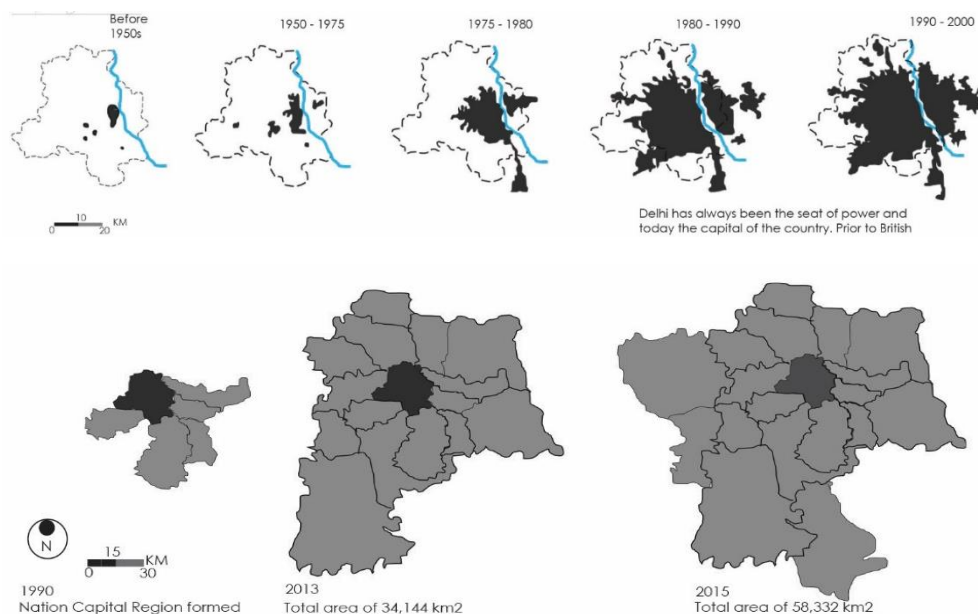 Before
1950s
1950 - 1975
1975 - 1980
1980 - 1990
1990 - 2000
10
0 20 KM
Delhi has always been the seat of power and
today the capital of the country. Prior to British
N
15 KM
0 30
1990
Nation Capital Region formed
2013
Total area of 34,144 km2
2015
Total area of 58,332 km2